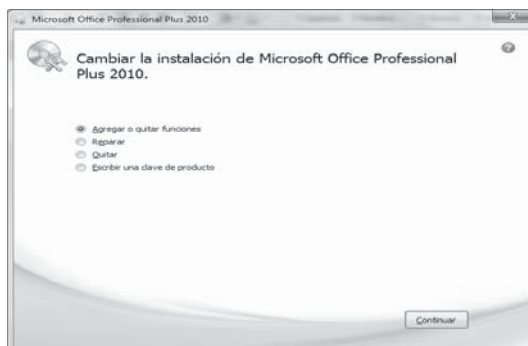 Microsoft Office Professional Plus 2010
Cambiar la instalación de Microsoft Office Professional
Plus 2010.
Agregar o quitar funciones
Reparar
Quitar
Escribir una clave de producto
Continuar